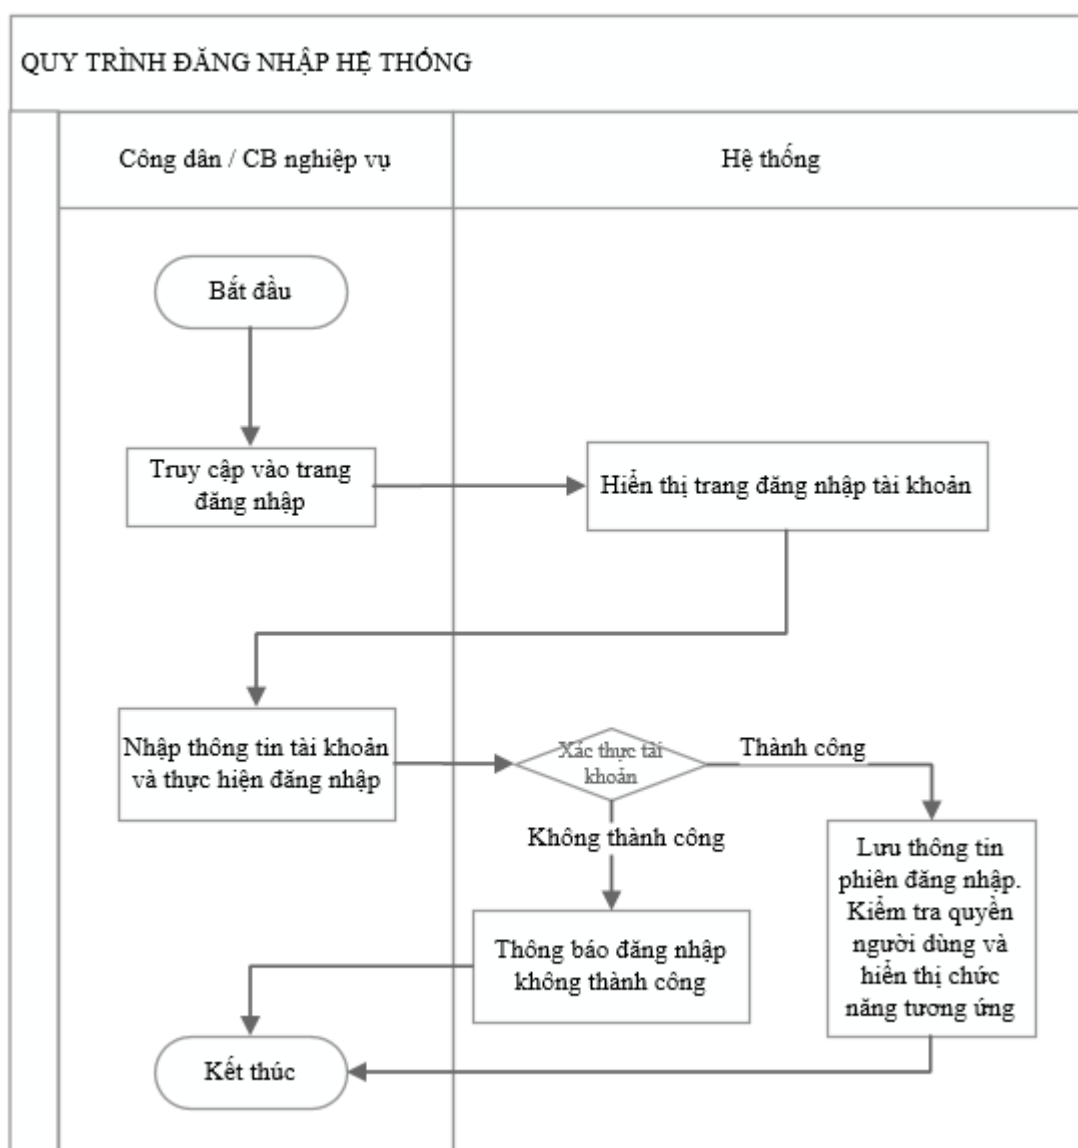 QUY TRÌNH ĐĂNG NHẬP HỆ THỐNG
Công dân / CB nghiệp vụ
Hệ thống
Bắt đầu
Truy cập vào trang
đăng nhập
Hiển thị trang đăng nhập tài khoản
Nhập thông tin tài khoản
và thực hiện đăng nhập
Xác thực tài
khoản
Thành công
Không thành công
Lưu thông tin
phiên đăng nhập.
Kiểm tra quyền
người dùng và
hiển thị chức
năng tương ứng
Thông báo đăng nhập
không thành công
Kết thúc